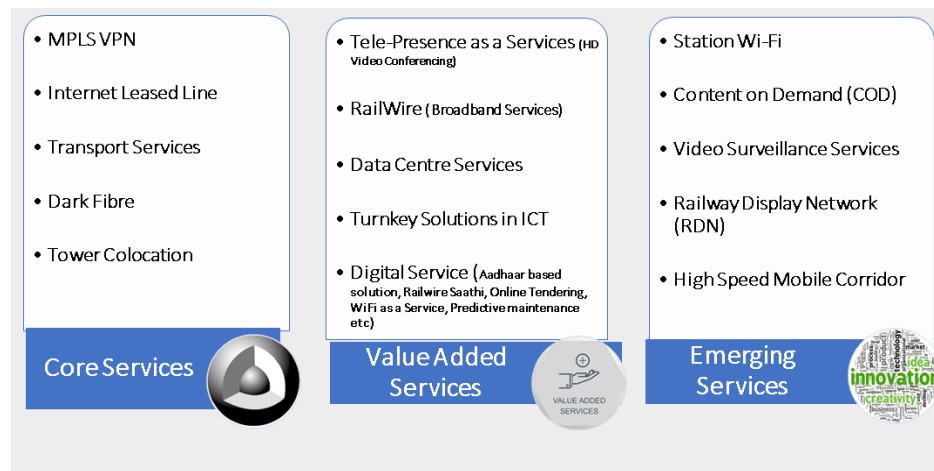 • MPLS VPN
• Internet Leased Line
• Transport Services
• Dark Fibre
• Tower Colocation
Core Services
• Tele-Presence as a Services (HD
Video Conferencing)
• RailWire (Broadband Services)
• Data Centre Services
• Turnkey Solutions in ICT
• Digital Service (Aadhaar based
solution, Railwire Saathi, Online Tendering,
WiFi as a Service, Predictive maintenance
etc)
Value Added
Services
VALUE ADDED
SERVICES
• Station Wi-Fi
• Content on Demand (COD)
• Video Surveillance Services
• Railway Display Network
(RDN)
• High Speed Mobile Corridor
Emerging
Services
product
technology
idea
innovation
creativity
business